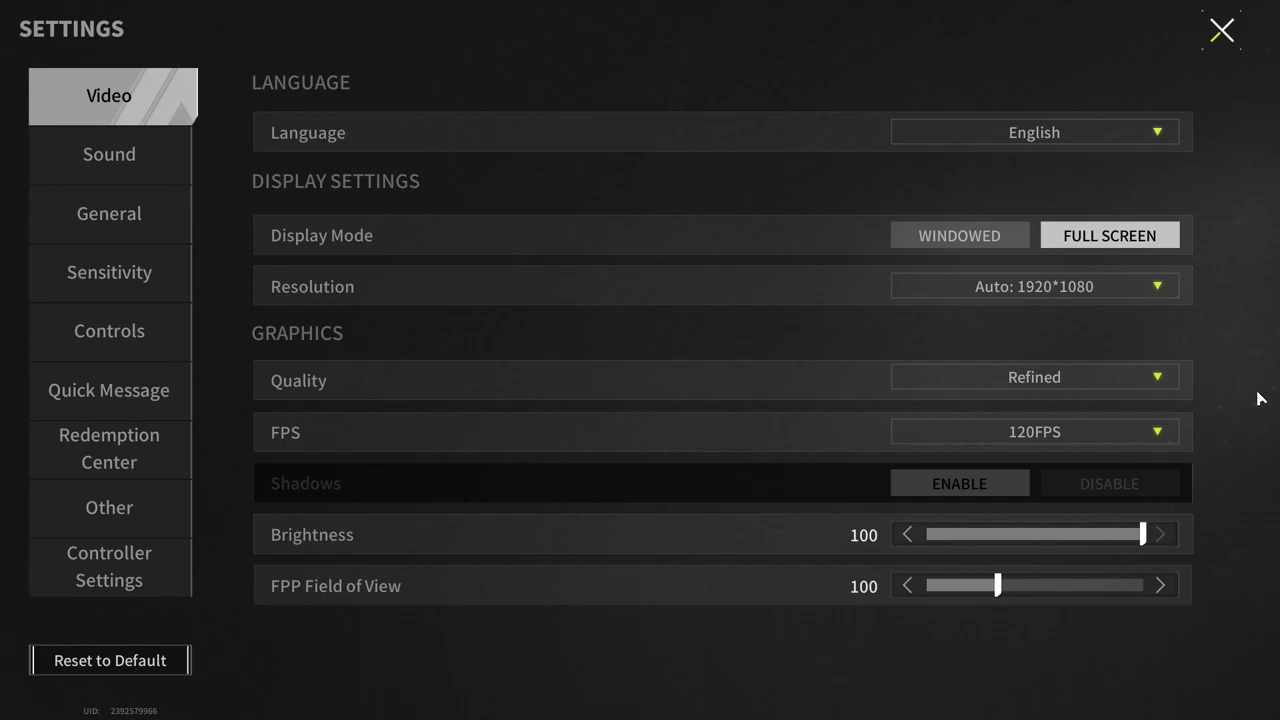 SETTINGS
Video
Sound
General
Sensitivity
Controls
Quick Message
Redemption
Center
Other
Controller
Settings
Reset to Default
UID: 2392579966
LANGUAGE
Language English
DISPLAY SETTINGS
Display Mode WINDOWED FULL SCREEN
Resolution Auto: 1920*1080
GRAPHICS
Quality Refined
FPS 120FPS
Shadows ENABLE DISABLE
Brightness 100
FPP Field of View 100